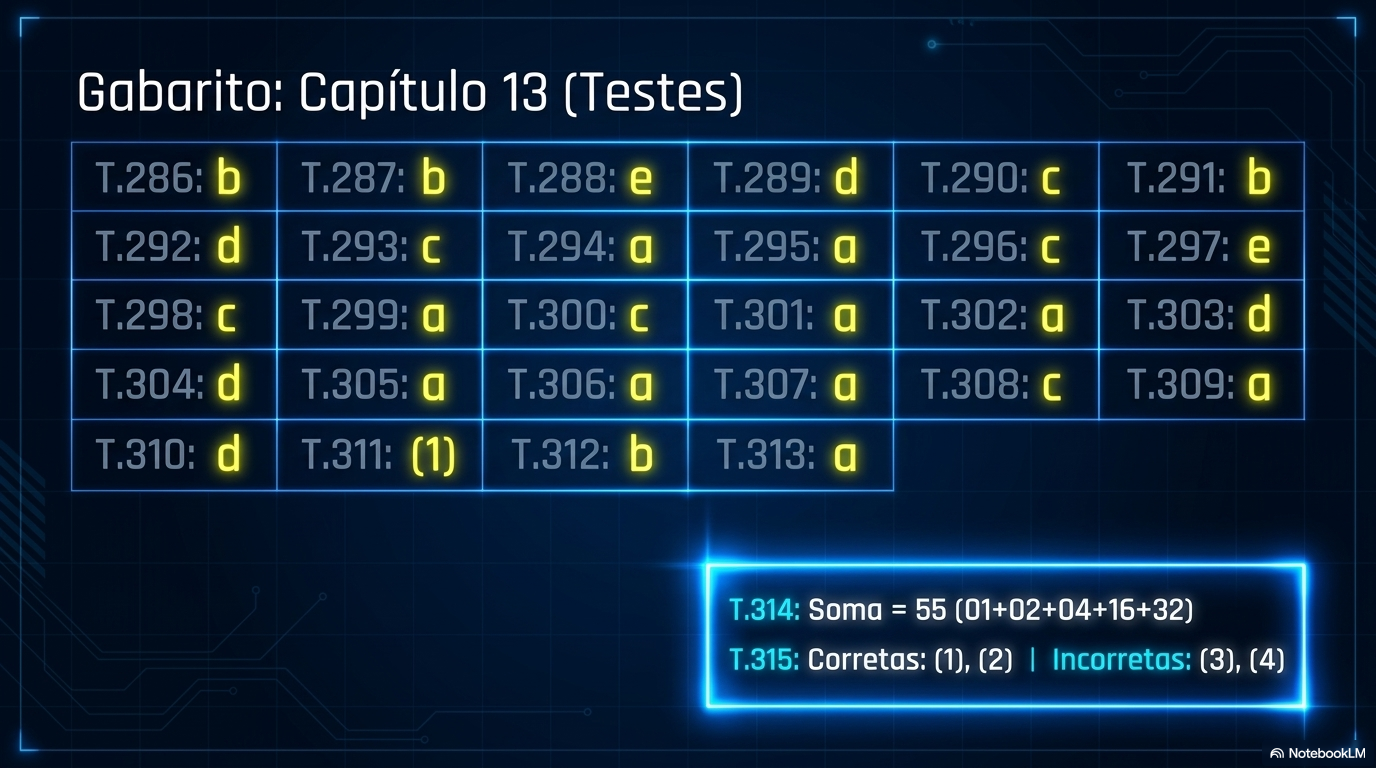 Gabarito: Capítulo 13 (Testes)
T.286: b T.287: b T.288: e T.289: d T.290: c T.291: b
T.292: d T.293: c T.294: a T.295: a T.296: c T.297: e
T.298: c T.299: a T.300: c T.301: a T.302: a T.303: d
T.304: d T.305: a T.306: a T.307: a T.308: c T.309: a
T.310: d T.311: (1) T.312: b T.313: a
T.314: Soma = 55 (01+02+04+16+32)
T.315: Corretas: (1), (2) | Incorretas: (3), (4)
NotebookLM